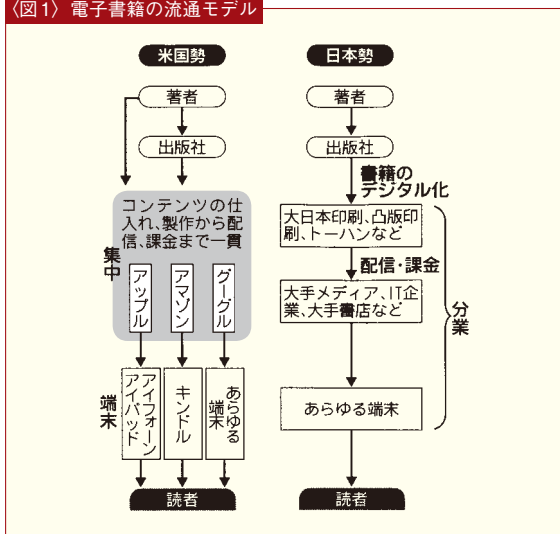 〈図1〉電子書籍の流通モデル
米国勢
著者
出版社
コンテンツの仕
入れ、製作から配
信、課金まで一貫
集中
アップル
アマゾン
グーグル
端末
アイフォーン
アイパッド
キンドル
あらゆる
端末
読者
日本勢
著者
出版社
書籍の
デジタル化
大日本印刷、凸版印
刷、トーハンなど
配信・課金
大手メディア、IT企
業、大手書店など
分業
あらゆる端末
読者